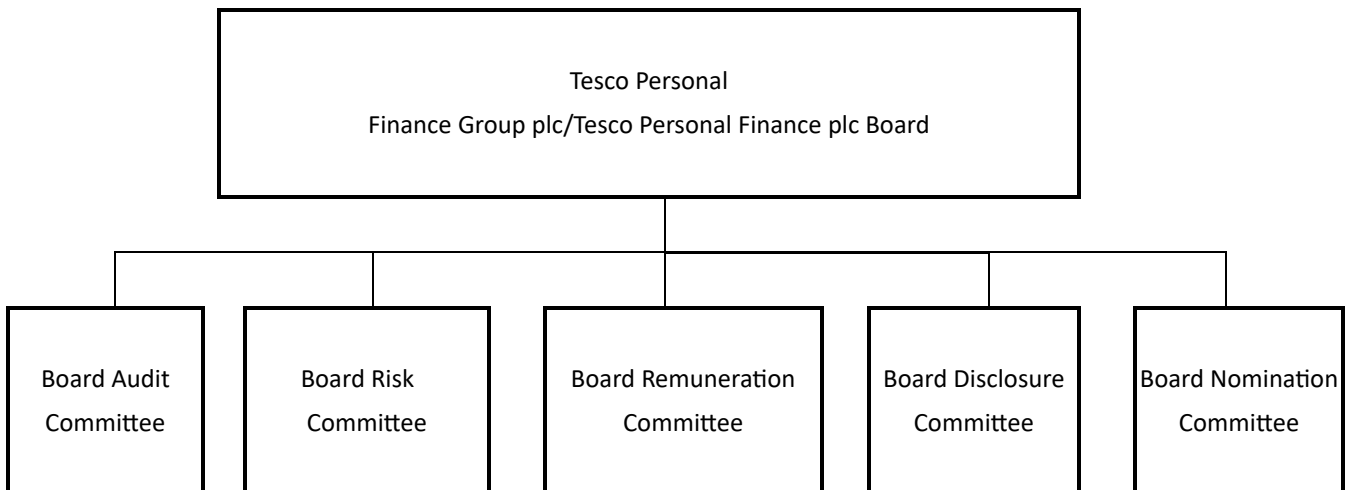 Tesco Personal
Finance Group plc/Tesco Personal Finance plc Board
Board Audit
Committee
Board Risk
Committee
Board Remuneration
Committee
Board Disclosure
Committee
Board Nomination
Committee